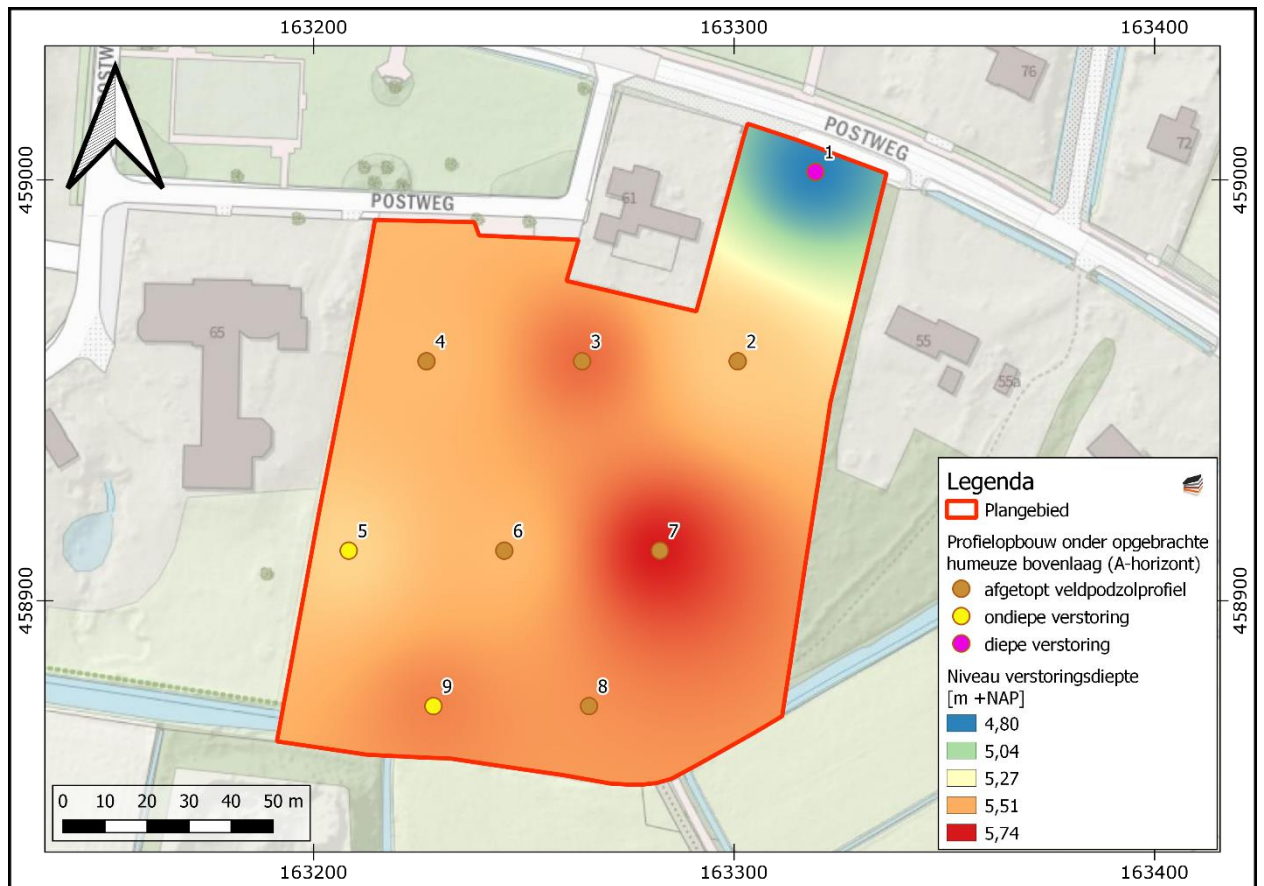 163200
163300
163400
POSTW
76
POSTWEG
72
1
459000
459000
61
POSTWEG
65
4
3
2
55
55a
5
6
7
458900
458900
9
8
0 10 20 30 40 50 m
Legenda
Plangebied
Profielopbouw onder opgebrachte
humeuze bovenlaag (A-horizont)
afgetopt veldpodzolprofiel
ondiepe verstoring
diepe verstoring
Niveau verstoringsdiepte
[m +NAP]
4,80
5,04
5,27
5,51
5,74
163200
163300
163400